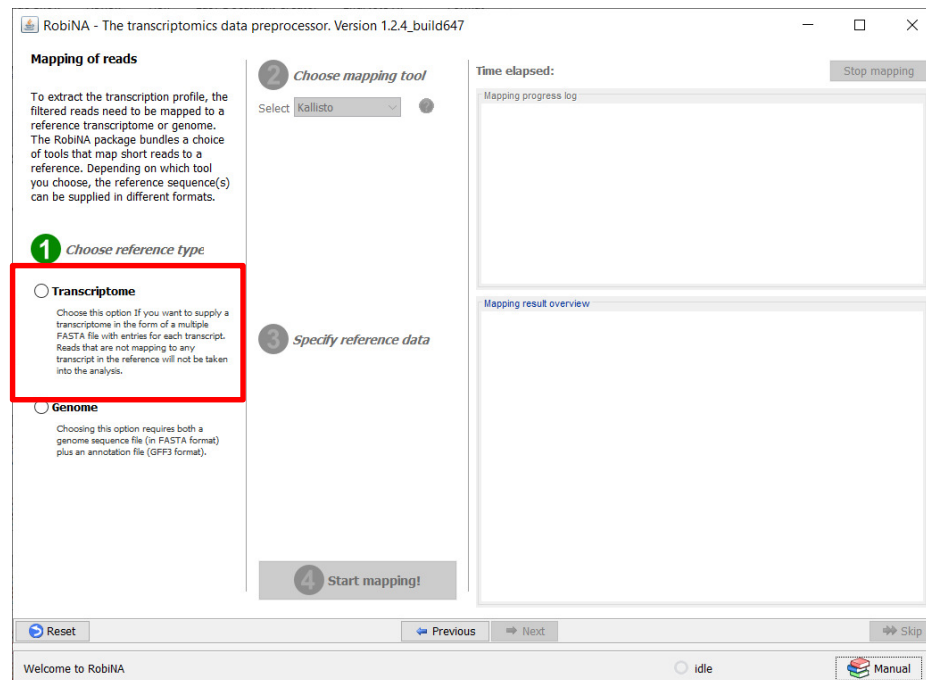 RobiNA - The transcriptomics data preprocessor. Version 1.2.4_build647
Mapping of reads
To extract the transcription profile, the
filtered reads need to be mapped to a
reference transcriptome or genome.
The RobiNA package bundles a choice
of tools that map short reads to a
reference. Depending on which tool
you choose, the reference sequence(s)
can be supplied in different formats.
1 Choose reference type
Transcriptome
Choose this option If you want to supply a
transcriptome in the form of a multiple
FASTA file with entries for each transcript.
Reads that are not mapping to any
transcript in the reference will not be taken
into the analysis.
Genome
Choosing this option requires both a
genome sequence file (in FASTA format)
plus an annotation file (GFF3 format).
2 Choose mapping tool
Select Kallisto ?
3 Specify reference data
4 Start mapping!
Time elapsed:
Stop mapping
Mapping progress log
Mapping result overview
Reset
Previous
Next
Skip
Welcome to RobiNA
idle
Manual